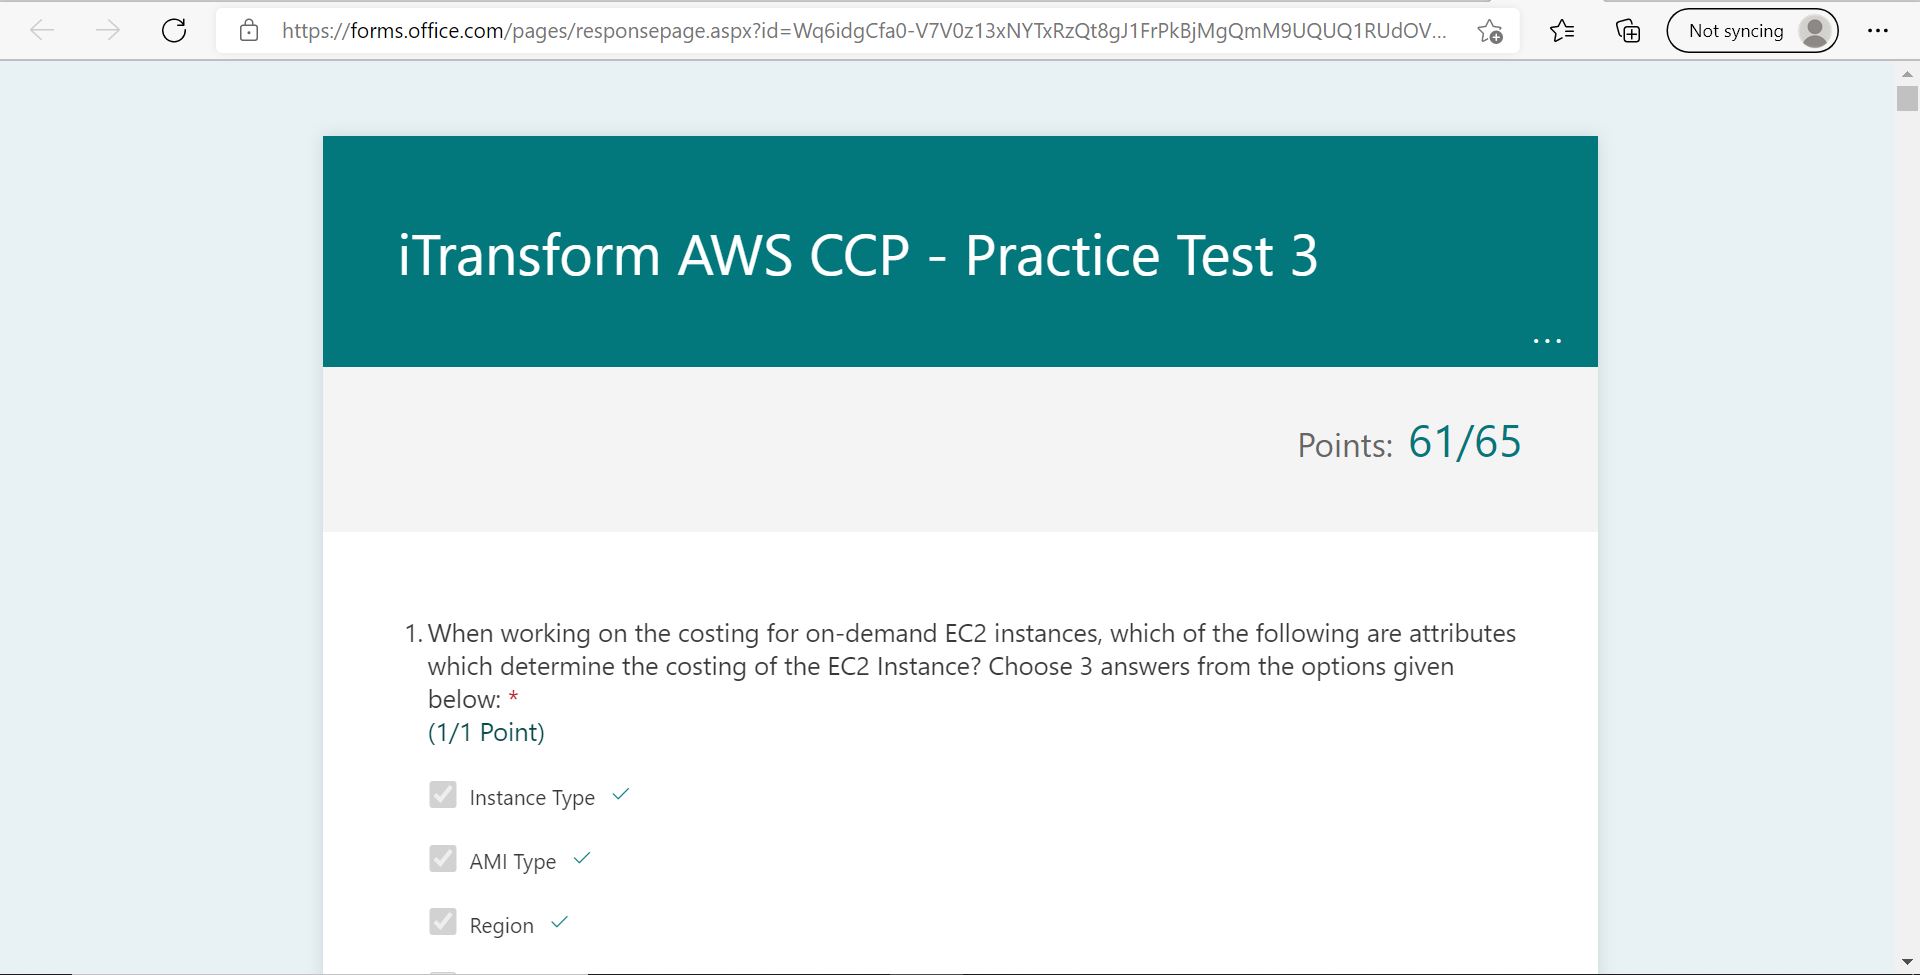 https://forms.office.com/pages/responsepage.aspx?id=Wq6idgCfa0-V7V0z13xNYTxRzQt8gJ1FrPkBjMgQmM9UQUQ1RUdOV...
Not syncing
iTransform AWS CCP - Practice Test 3
Points: 61/65
1. When working on the costing for on-demand EC2 instances, which of the following are attributes
which determine the costing of the EC2 Instance? Choose 3 answers from the options given
below: *
(1/1 Point)
Instance Type
AMI Type
Region